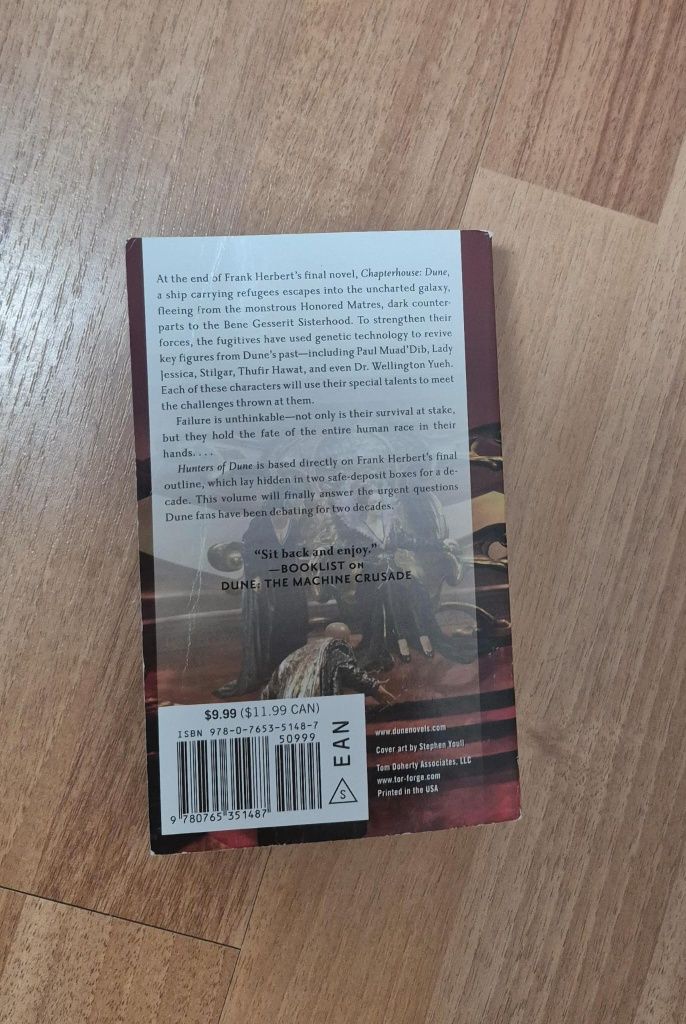 At the end of Frank Herbert's final novel, Chapterhouse: Dune,
a ship carrying refugees escapes into the uncharted galaxy,
fleeing from the monstrous Honored Matres, dark counter-
parts to the Bene Gesserit Sisterhood. To strengthen their
forces, the fugitives have used genetic technology to revive
key figures from Dune's past—including Paul Muad'Dib, Lady
Jessica, Stilgar, Thufir Hawat, and even Dr. Wellington Yueh.
Each of these characters will use their special talents to meet
the challenges thrown at them.
Failure is unthinkable—not only is their survival at stake,
but they hold the fate of the entire human race in their
hands. . . .
Hunters of Dune is based directly on Frank Herbert's final
outline, which lay hidden in two safe-deposit boxes for a de-
cade. This volume will finally answer the urgent questions
Dune fans have been debating for two decades.
"Sit back and enjoy."
—BOOKLIST ON
DUNE: THE MACHINE CRUSADE
$9.99 ($11.99 CAN)
ISBN 978-0-7653-5148-7
50999
9 780765 351487
EAN
S
www.dunenovels.com
Cover art by Stephen Youll
Tom Doherty Associates, LLC
www.tor-forge.com
Printed in the USA